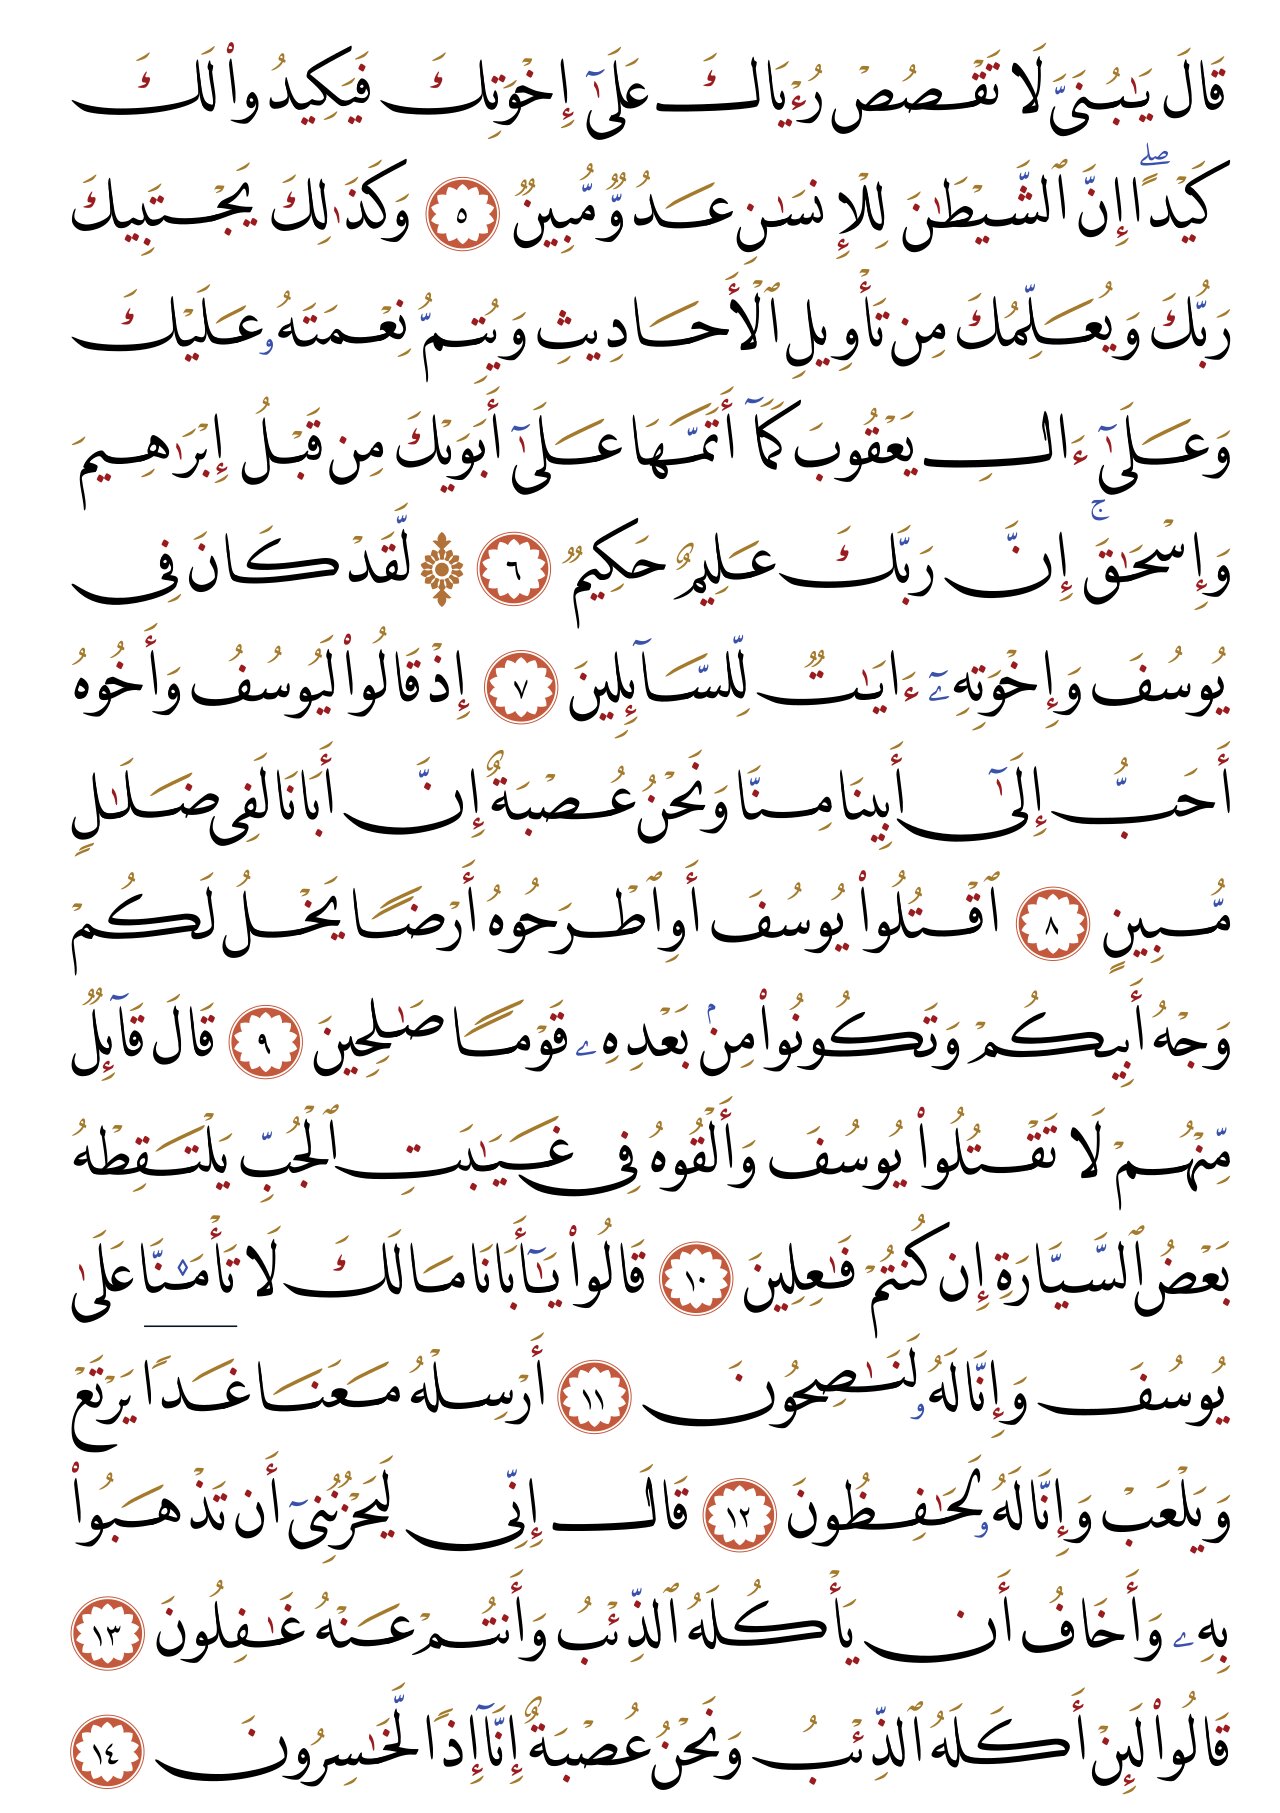 قَالَ يَـٰبُنَىَّ لَا تَقْصُصْ رُءْيَاكَ عَلَىٰٓ إِخْوَتِكَ فَيَكِيدُوا۟ لَكَ
كَيْدًا ۖ إِنَّ ٱلشَّيْطَـٰنَ لِلْإِنسَـٰنِ عَدُوٌّ مُّبِينٌ ٥ وَكَذَٰلِكَ يَجْتَبِيكَ
رَبُّكَ وَيُعَلِّمُكَ مِن تَأْوِيلِ ٱلْأَحَادِيثِ وَيُتِمُّ نِعْمَتَهُۥ عَلَيْكَ
وَعَلَىٰٓ ءَالِ يَعْقُوبَ كَمَآ أَتَمَّهَا عَلَىٰٓ أَبَوَيْكَ مِن قَبْلُ إِبْرَٰهِيمَ
وَإِسْحَـٰقَ ۚ إِنَّ رَبَّكَ عَلِيمٌ حَكِيمٌ ٦ ۞ لَّقَدْ كَانَ فِى
يُوسُفَ وَإِخْوَتِهِۦٓ ءَايَـٰتٌ لِّلسَّآئِلِينَ ٧ إِذْ قَالُوا۟ لَيُوسُفُ وَأَخُوهُ
أَحَبُّ إِلَىٰٓ أَبِينَا مِنَّا وَنَحْنُ عُصْبَةٌ إِنَّ أَبَانَا لَفِى ضَلَـٰلٍ
مُّبِينٍ ٨ ٱقْتُلُوا۟ يُوسُفَ أَوِ ٱطْرَحُوهُ أَرْضًا يَخْلُ لَكُمْ
وَجْهُ أَبِيكُمْ وَتَكُونُوا۟ مِنۢ بَعْدِهِۦ قَوْمًا صَـٰلِحِينَ ٩ قَالَ قَآئِلٌ
مِّنْهُمْ لَا تَقْتُلُوا۟ يُوسُفَ وَأَلْقُوهُ فِى غَيَـٰبَتِ ٱلْجُبِّ يَلْتَقِطْهُ
بَعْضُ ٱلسَّيَّارَةِ إِن كُنتُمْ فَـٰعِلِينَ ١٠ قَالُوا۟ يَـٰٓأَبَانَا مَا لَكَ لَا تَأْمَ۫نَّا عَلَىٰ
يُوسُفَ وَإِنَّا لَهُۥ لَنَـٰصِحُونَ ١١ أَرْسِلْهُ مَعَنَا غَدًا يَرْتَعْ
وَيَلْعَبْ وَإِنَّا لَهُۥ لَحَـٰفِظُونَ ١٢ قَالَ إِنِّى لَيَحْزُنُنِىٓ أَن تَذْهَبُوا۟
بِهِۦ وَأَخَافُ أَن يَأْكُلَهُ ٱلذِّئْبُ وَأَنتُمْ عَنْهُ غَـٰفِلُونَ ١٣
قَالُوا۟ لَئِنْ أَكَلَهُ ٱلذِّئْبُ وَنَحْنُ عُصْبَةٌ إِنَّآ إِذًا لَّخَـٰسِرُونَ ١٤